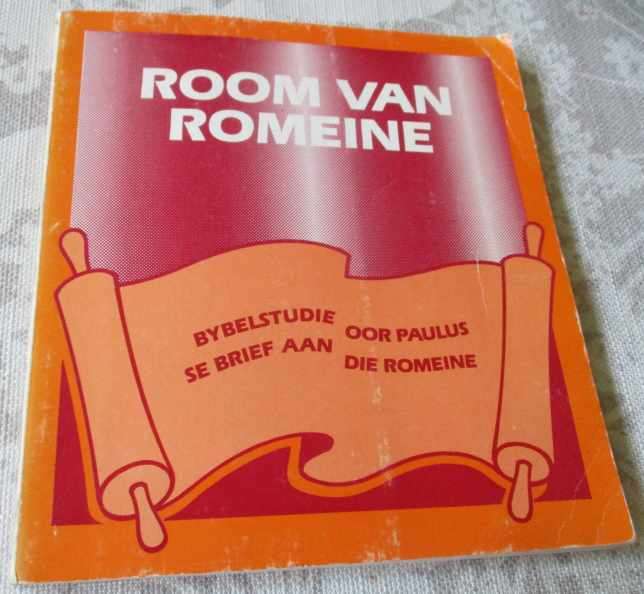 ROOM VAN
ROMEINE
BYBELSTUDIE OOR PAULUS
SE BRIEF AAN DIE ROMEINE